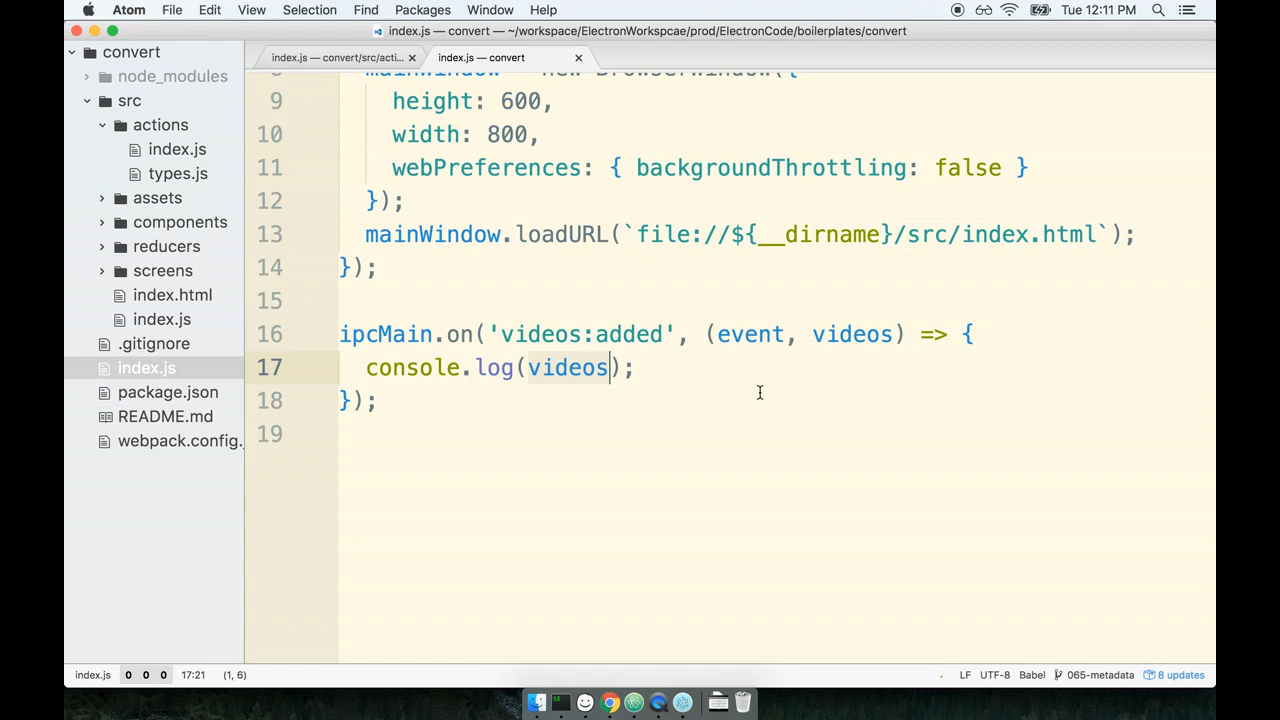 Atom File Edit View Selection Find Packages Window Help Tue 12:11 PM
index.js — convert — ~/workspace/ElectronWorkspcae/prod/ElectronCode/boilerplates/convert
convert
node_modules
src
actions
index.js
types.js
assets
components
reducers
screens
index.html
index.js
.gitignore
index.js
package.json
README.md
webpack.config.
index.js — convert/src/acti... index.js — convert
8 mainWindow = new BrowserWindow({
9 height: 600,
10 width: 800,
11 webPreferences: { backgroundThrottling: false }
12 });
13 mainWindow.loadURL(`file://${__dirname}/src/index.html`);
14 });
15
16 ipcMain.on('videos:added', (event, videos) => {
17 console.log(videos);
18 });
19
index.js 0 0 0 17:21 (1, 6) LF UTF-8 Babel 065-metadata 8 updates